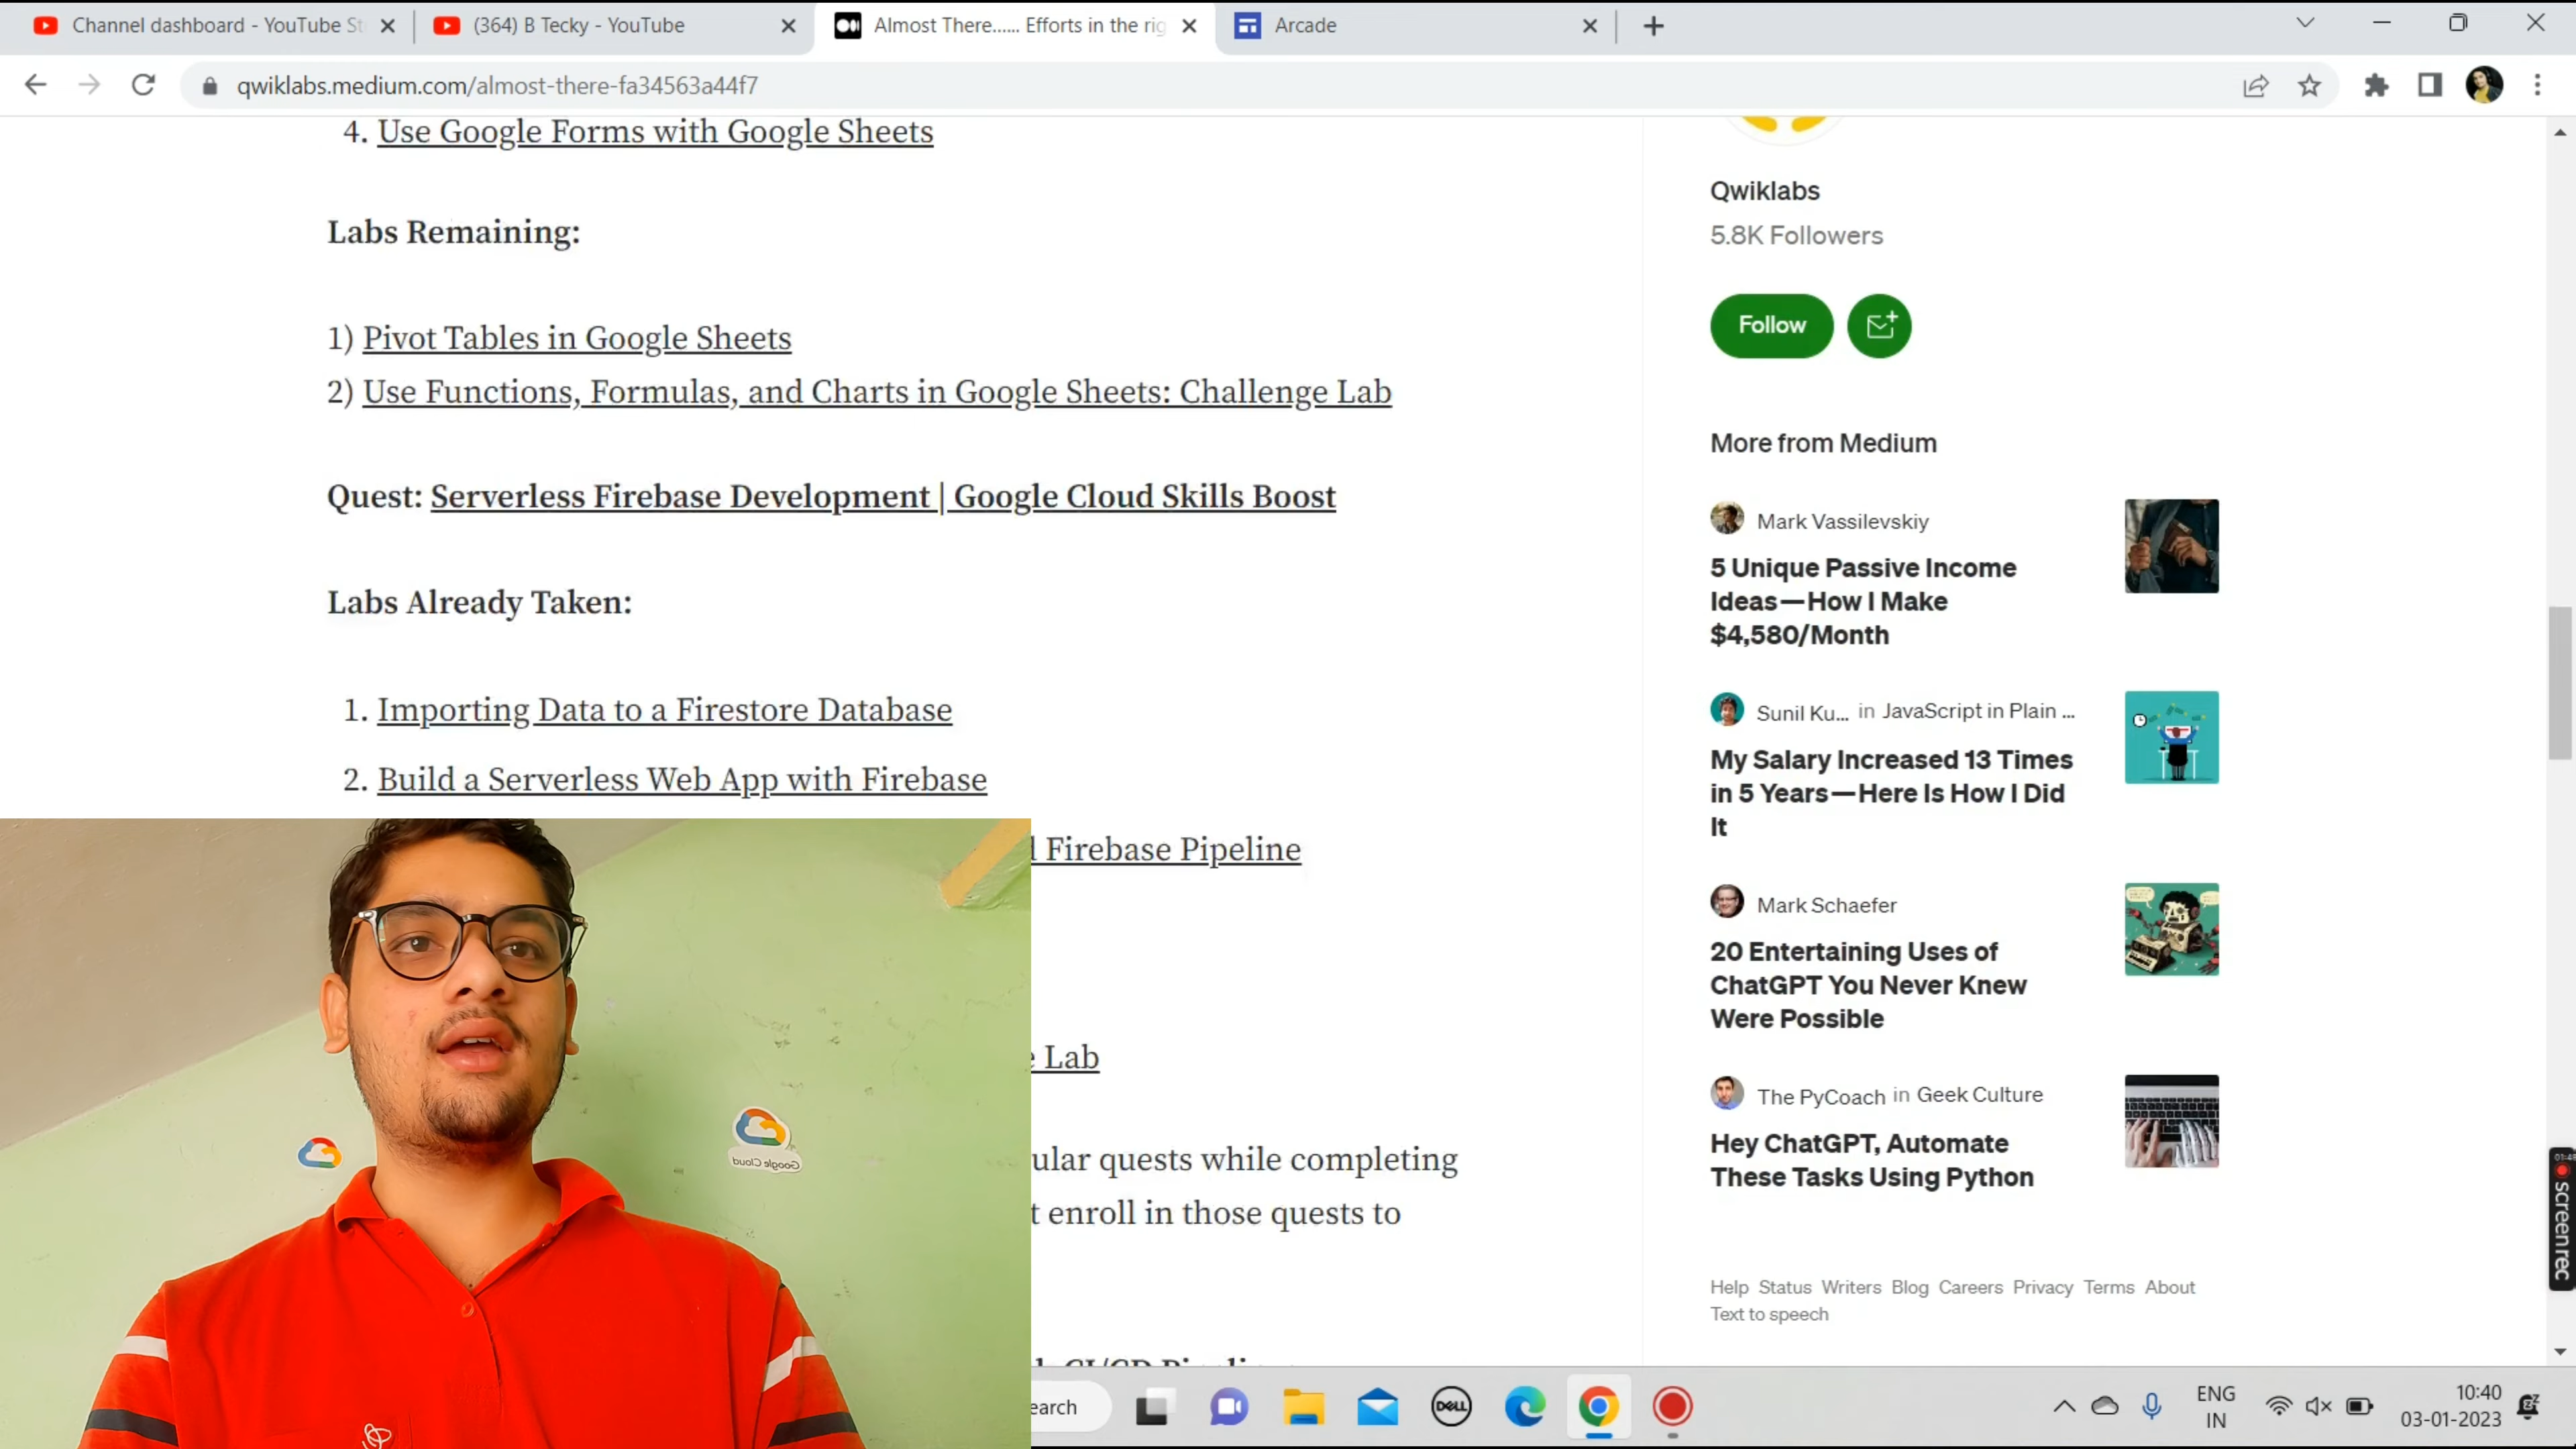 Channel dashboard - YouTube St
(364) B Tecky - YouTube
Almost There...... Efforts in the rig
Arcade
qwiklabs.medium.com/almost-there-fa34563a44f7
4. Use Google Forms with Google Sheets
Labs Remaining:
1) Pivot Tables in Google Sheets
2) Use Functions, Formulas, and Charts in Google Sheets: Challenge Lab
Quest: Serverless Firebase Development | Google Cloud Skills Boost
Labs Already Taken:
1. Importing Data to a Firestore Database
2. Build a Serverless Web App with Firebase
Firebase Pipeline
Lab
ular quests while completing
t enroll in those quests to
Qwiklabs
5.8K Followers
Follow
More from Medium
Mark Vassilevskiy
5 Unique Passive Income
Ideas—How I Make
$4,580/Month
Sunil Ku... in JavaScript in Plain ...
My Salary Increased 13 Times
in 5 Years—Here Is How I Did
It
Mark Schaefer
20 Entertaining Uses of
ChatGPT You Never Knew
Were Possible
The PyCoach in Geek Culture
Hey ChatGPT, Automate
These Tasks Using Python
Help Status Writers Blog Careers Privacy Terms About
Text to speech
Google Cloud
screenrec
earch
DELL
ENG
IN
10:40
03-01-2023